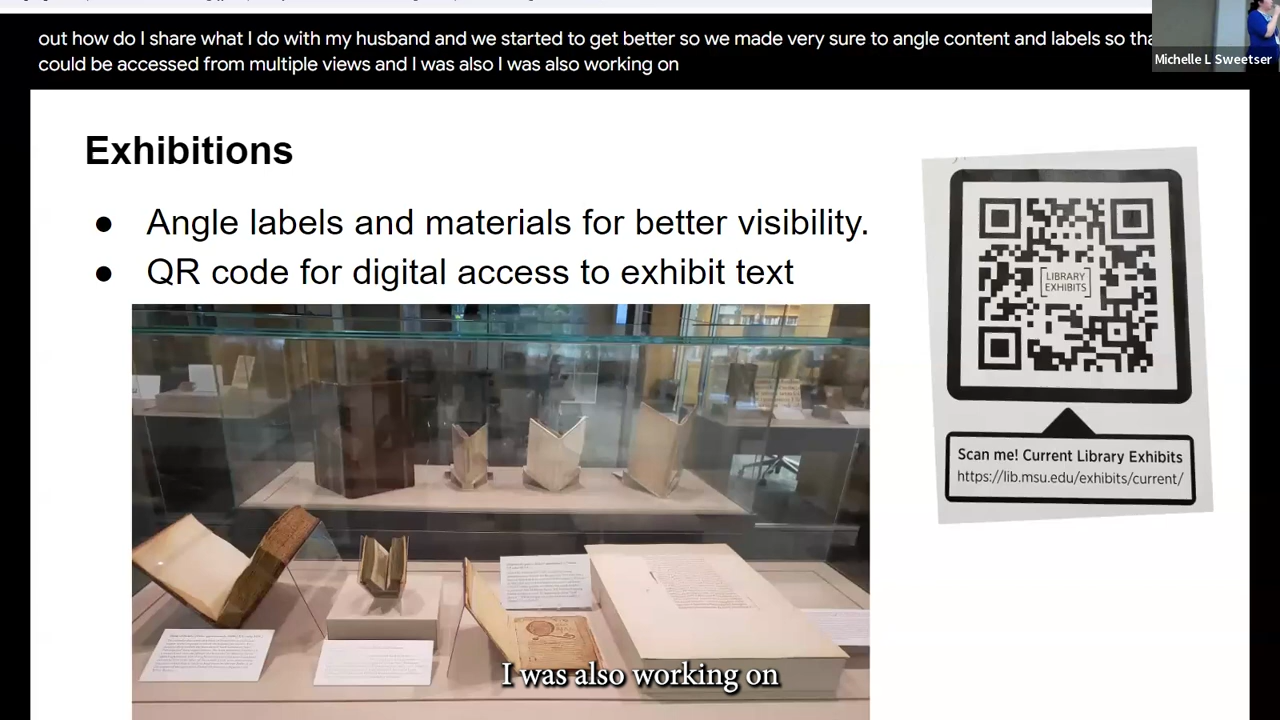 out how do I share what I do with my husband and we started to get better so we made very sure to angle content and labels so
could be accessed from multiple views and I was also I was also working on
Michelle L Sweetser
Exhibitions
● Angle labels and materials for better visibility.
● QR code for digital access to exhibit text
LIBRARY
EXHIBITS
Scan me! Current Library Exhibits
https://lib.msu.edu/exhibits/current/
I was also working on